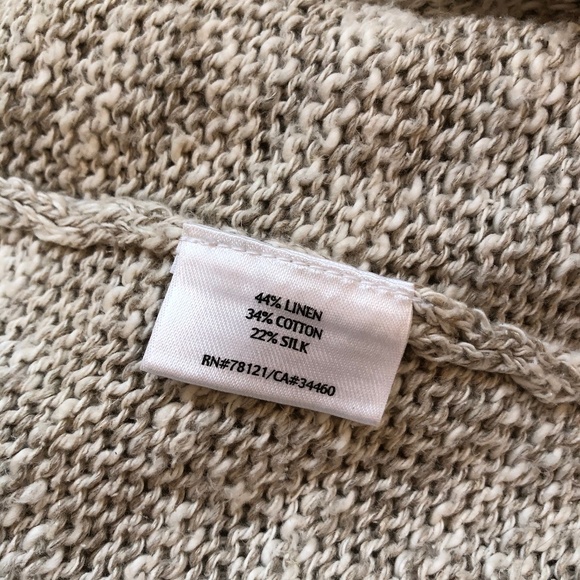 44% LINEN
34% COTTON
22% SILK
RN#78121/CA#34460